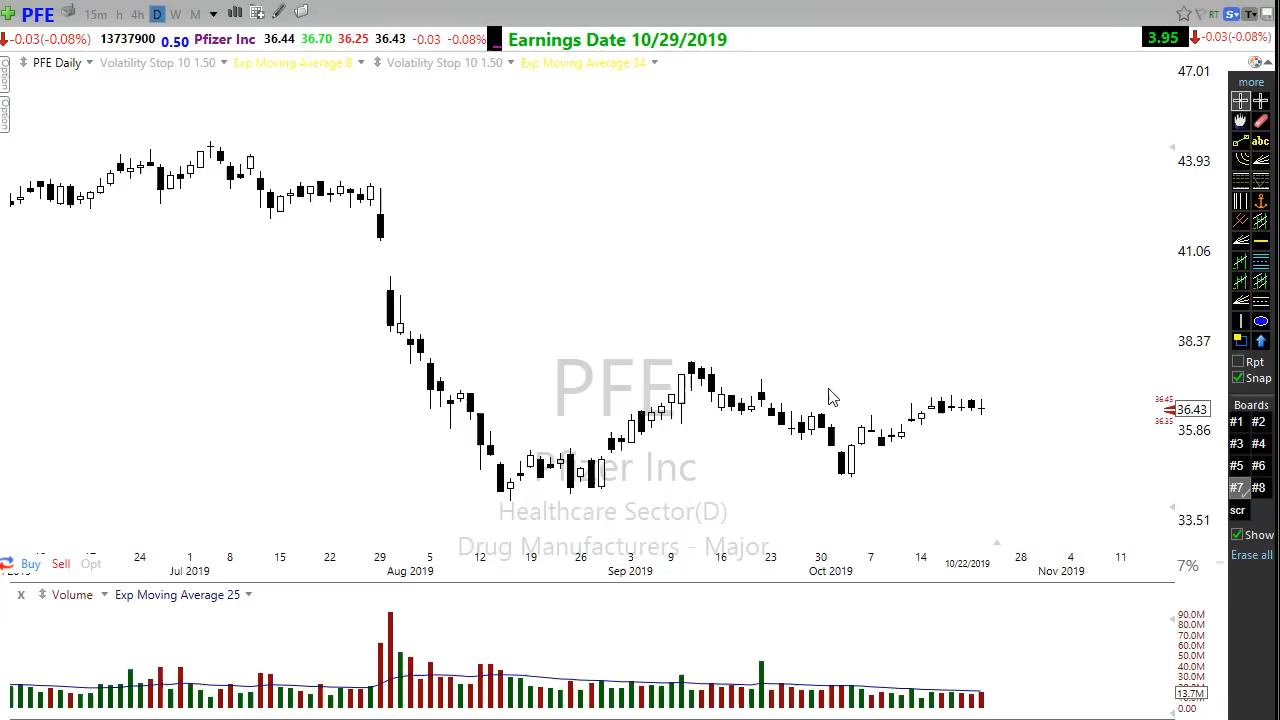 PFE 15m h 4h D W M RT S T
-0.03(-0.08%) 13737900 0.50 Pfizer Inc 36.44 36.70 36.25 36.43 -0.03 -0.08% Earnings Date 10/29/2019 3.95 -0.03(-0.08%)
PFE Daily Volatility Stop 10 1.50 Exp Moving Average 8 Volatility Stop 10 1.50 Exp Moving Average 34
Option
Option
47.01
43.93
41.06
38.37
36.45
36.43
36.35
35.86
33.51
7%
PFE
Pfizer Inc
Healthcare Sector(D)
Drug Manufacturers - Major
24 1 8 15 22 29 5 12 19 26 3 9 16 23 30 7 14 28 4 11
Jul 2019 Aug 2019 Sep 2019 Oct 2019 10/22/2019 Nov 2019
Buy Sell Opt
X Volume Exp Moving Average 25
90.0M
80.0M
70.0M
60.0M
50.0M
40.0M
30.0M
13.7M
0.00
more
abc
Rpt
Snap
Boards
#1 #2
#3 #4
#5 #6
#7 #8
scr
Show
Erase all